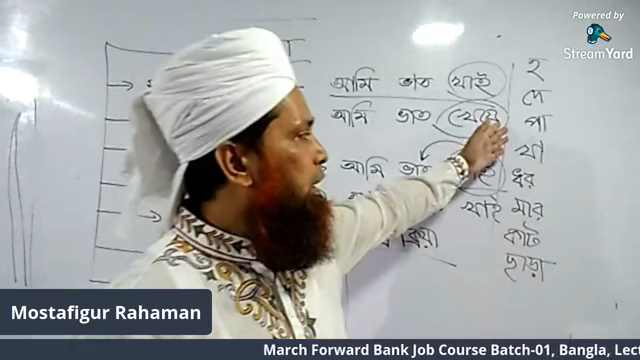 Powered by
StreamYard
আমি ভাত খাই
আমি ভাত খেয়ে
আমি ভাত খাই
যাই
ক্রিয়া
হ
দে
পা
যা
ধর
মার
কাট
ছাড়া
Mostafigur Rahaman
March Forward Bank Job Course Batch-01, Bangla, Lect